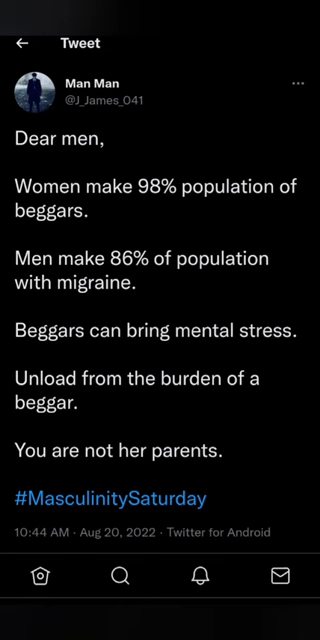 Tweet
Man Man
@J_James_041
Dear men,
Women make 98% population of
beggars.
Men make 86% of population
with migraine.
Beggars can bring mental stress.
Unload from the burden of a
beggar.
You are not her parents.
#MasculinitySaturday
10:44 AM · Aug 20, 2022 · Twitter for Android